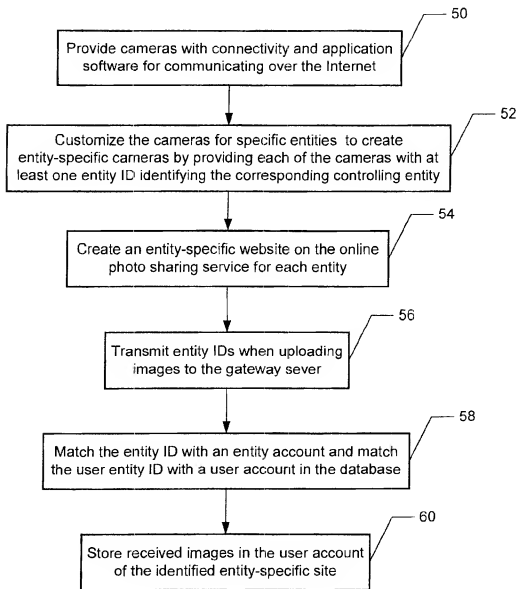 50
Provide cameras with connectivity and application
software for communicating over the Internet
52
Customize the cameras for specific entities to create
entity-specific cameras by providing each of the cameras with at
least one entity ID identifying the corresponding controlling entity
54
Create an entity-specific website on the online
photo sharing service for each entity
56
Transmit entity IDs when uploading
images to the gateway sever
58
Match the entity ID with an entity account and match
the user entity ID with a user account in the database
60
Store received images in the user account
of the identified entity-specific site